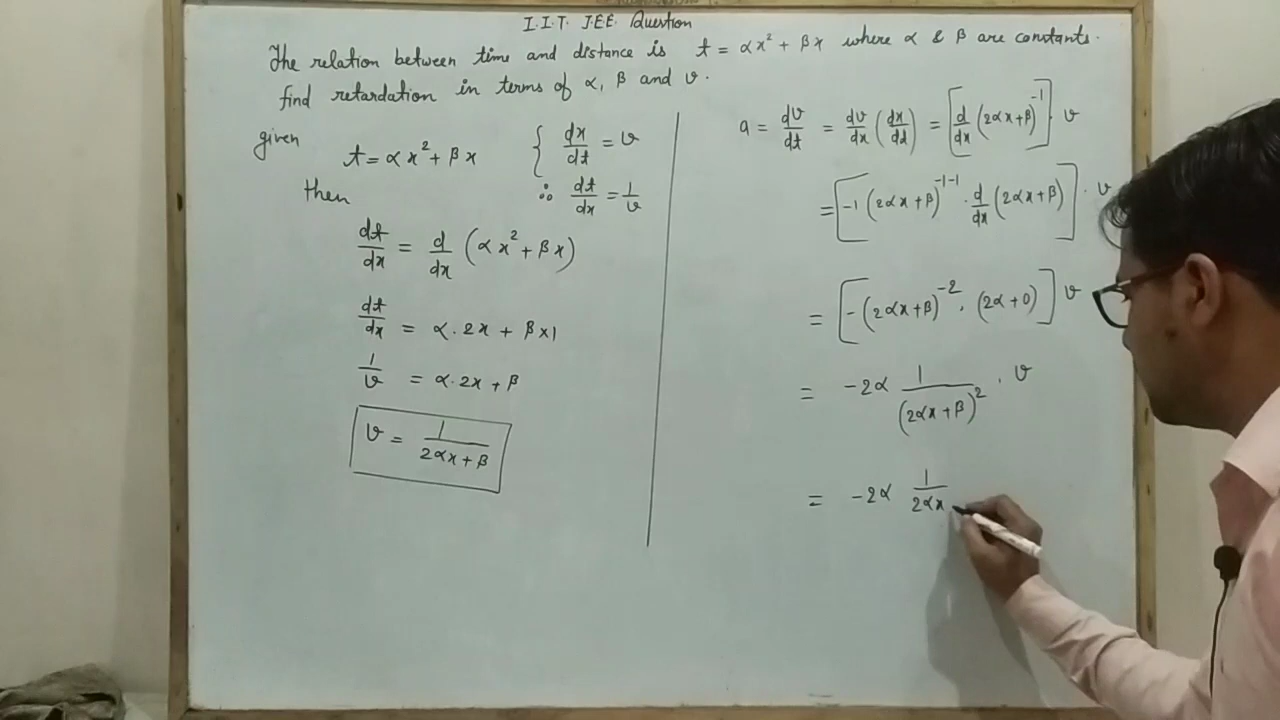 I.I.T. J.E.E. Question
The relation between time and distance is t = αx² + βx where α & β are constants.
find retardation in terms of α, β and v.
given
t = αx² + βx { dx/dt = v
then ∴ dt/dx = 1/v
dt/dx = d/dx (αx² + βx)
dt/dx = α.2x + β×1
1/v = α.2x + β
v = 1/(2αx + β)
a = dv/dt = dv/dx (dx/dt) = [d/dx (2αx+β)⁻¹] v
= [-1 (2αx+β)⁻¹⁻¹ . d/dx (2αx+β)] . v
= [-(2αx+β)⁻² . (2α+0)] v
= -2α 1/(2αx+β)² . v
= -2α 1/2αx